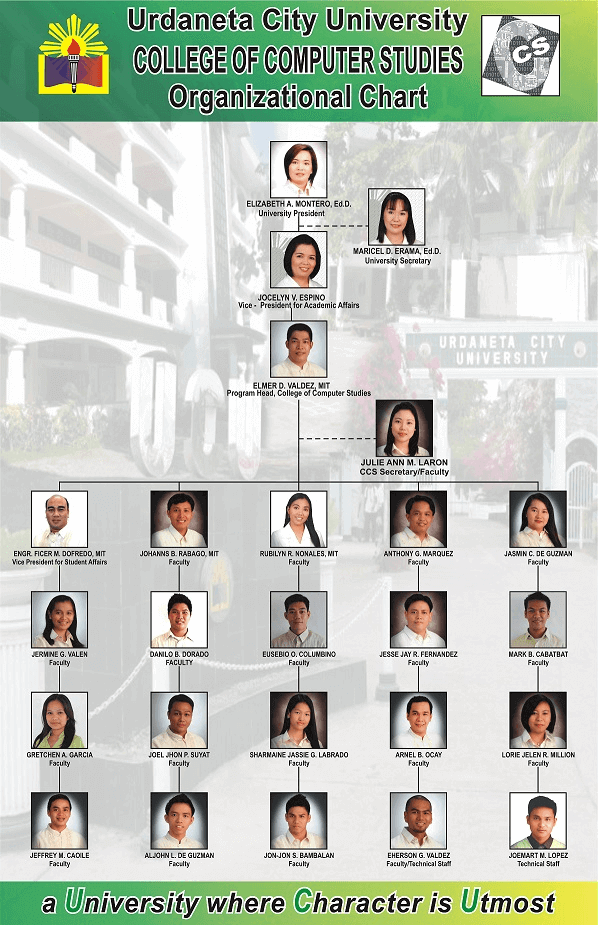 Urdaneta City University
COLLEGE OF COMPUTER STUDIES
Organizational Chart
CS
ELIZABETH A. MONTERO, Ed.D.
University President
MARICEL D. ERAMA, Ed.D.
University Secretary
JOCELYN V. ESPINO
Vice - President for Academic Affairs
URDANETA CITY
UNIVERSITY
ELMER D. VALDEZ, MIT
Program Head, College of Computer Studies
JULIE ANN M. LARON
CCS Secretary/Faculty
ENGR. FICER M. DOFREDO, MIT
Vice President for Student Affairs
JOHANNS B. RABAGO, MIT
Faculty
RUBILYN R. NONALES, MIT
Faculty
ANTHONY G. MARQUEZ
Faculty
JASMIN C. DE GUZMAN
Faculty
JERMINE G. VALEN
Faculty
DANILO B. DORADO
FACULTY
EUSEBIO O. COLUMBINO
Faculty
JESSE JAY R. FERNANDEZ
Faculty
MARK B. CABATBAT
Faculty
GRETCHEN A. GARCIA
Faculty
JOEL JHON P. SUYAT
Faculty
SHARMAINE JASSIE G. LABRADO
Faculty
ARNEL B. OCAY
Faculty
LORIE JELEN R. MILLION
Faculty
JEFFREY M. CAOILE
Faculty
ALJOHN L. DE GUZMAN
Faculty
JON-JON S. BAMBALAN
Faculty
EHERSON G. VALDEZ
Faculty/Technical Staff
JOEMART M. LOPEZ
Technical Staff
a University where Character is Utmost